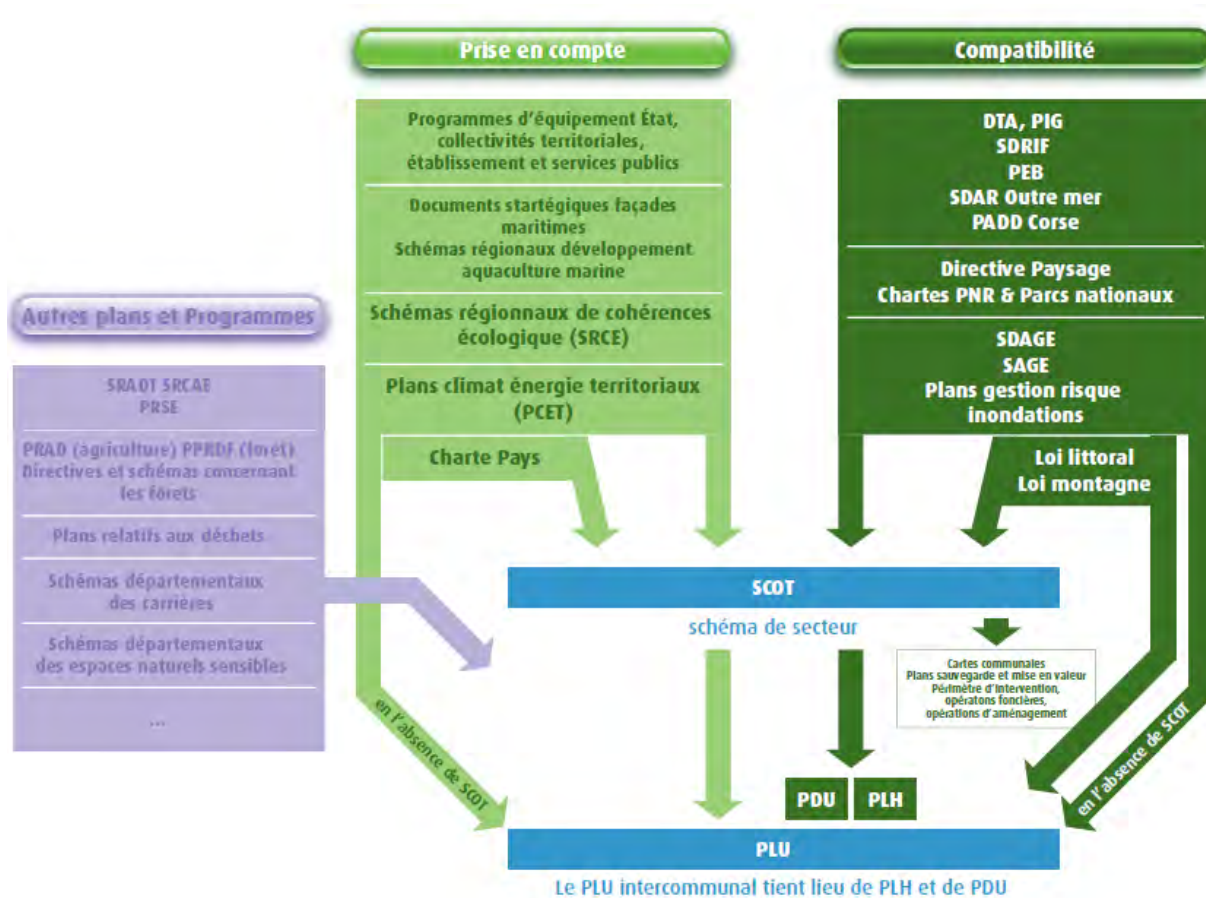 Prise en compte
Compatibilité
Programmes d'équipement État,
collectivités territoriales,
établissement et services publics
Documents startégiques façades
maritimes
Schémas régionaux développement
aquaculture marine
Schémas régionnaux de cohérences
écologique (SRCE)
Plans climat énergie territoriaux
(PCET)
Charte Pays
DTA, PIG
SDRIF
PEB
SDAR Outre mer
PADD Corse
Directive Paysage
Chartes PNR & Parcs nationaux
SDAGE
SAGE
Plans gestion risque
inondations
Loi littoral
Loi montagne
Autres plans et Programmes
SRADT SRCAE
PRSE
PRAD (agriculture) PPRDF (foret)
Directives et schémas concernant
les fôrets
Plans relatifs aux déchets
Schémas départementaux
des carrières
Schémas départementaux
des espaces naturels sensibles
...
SCOT
schéma de secteur
Cartes communales
Plans sauvegarde et mise en valeur
Périmètre d'intervention,
opératons foncières,
opérations d'aménagement
en l'absence de SCOT
en l'absence de SCOT
PDU
PLH
PLU
Le PLU intercommunal tient lieu de PLH et de PDU